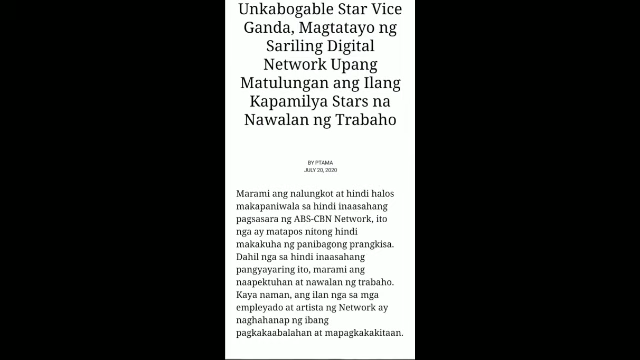 Unkabogable Star Vice
Ganda, Magtatayo ng
Sariling Digital
Network Upang
Matulungan ang Ilang
Kapamilya Stars na
Nawalan ng Trabaho
BY PTAMA
JULY 20, 2020
Marami ang nalungkot at hindi halos
makapaniwala sa hindi inaasahang
pagsasara ng ABS-CBN Network, ito
nga ay matapos nitong hindi
makakuha ng panibagong prangkisa.
Dahil nga sa hindi inaasahang
pangyayaring ito, marami ang
naapektuhan at nawalan ng trabaho.
Kaya naman, ang ilan nga sa mga
empleyado at artista ng Network ay
naghahanap ng ibang
pagkakaabalahan at mapagkakakitaan.